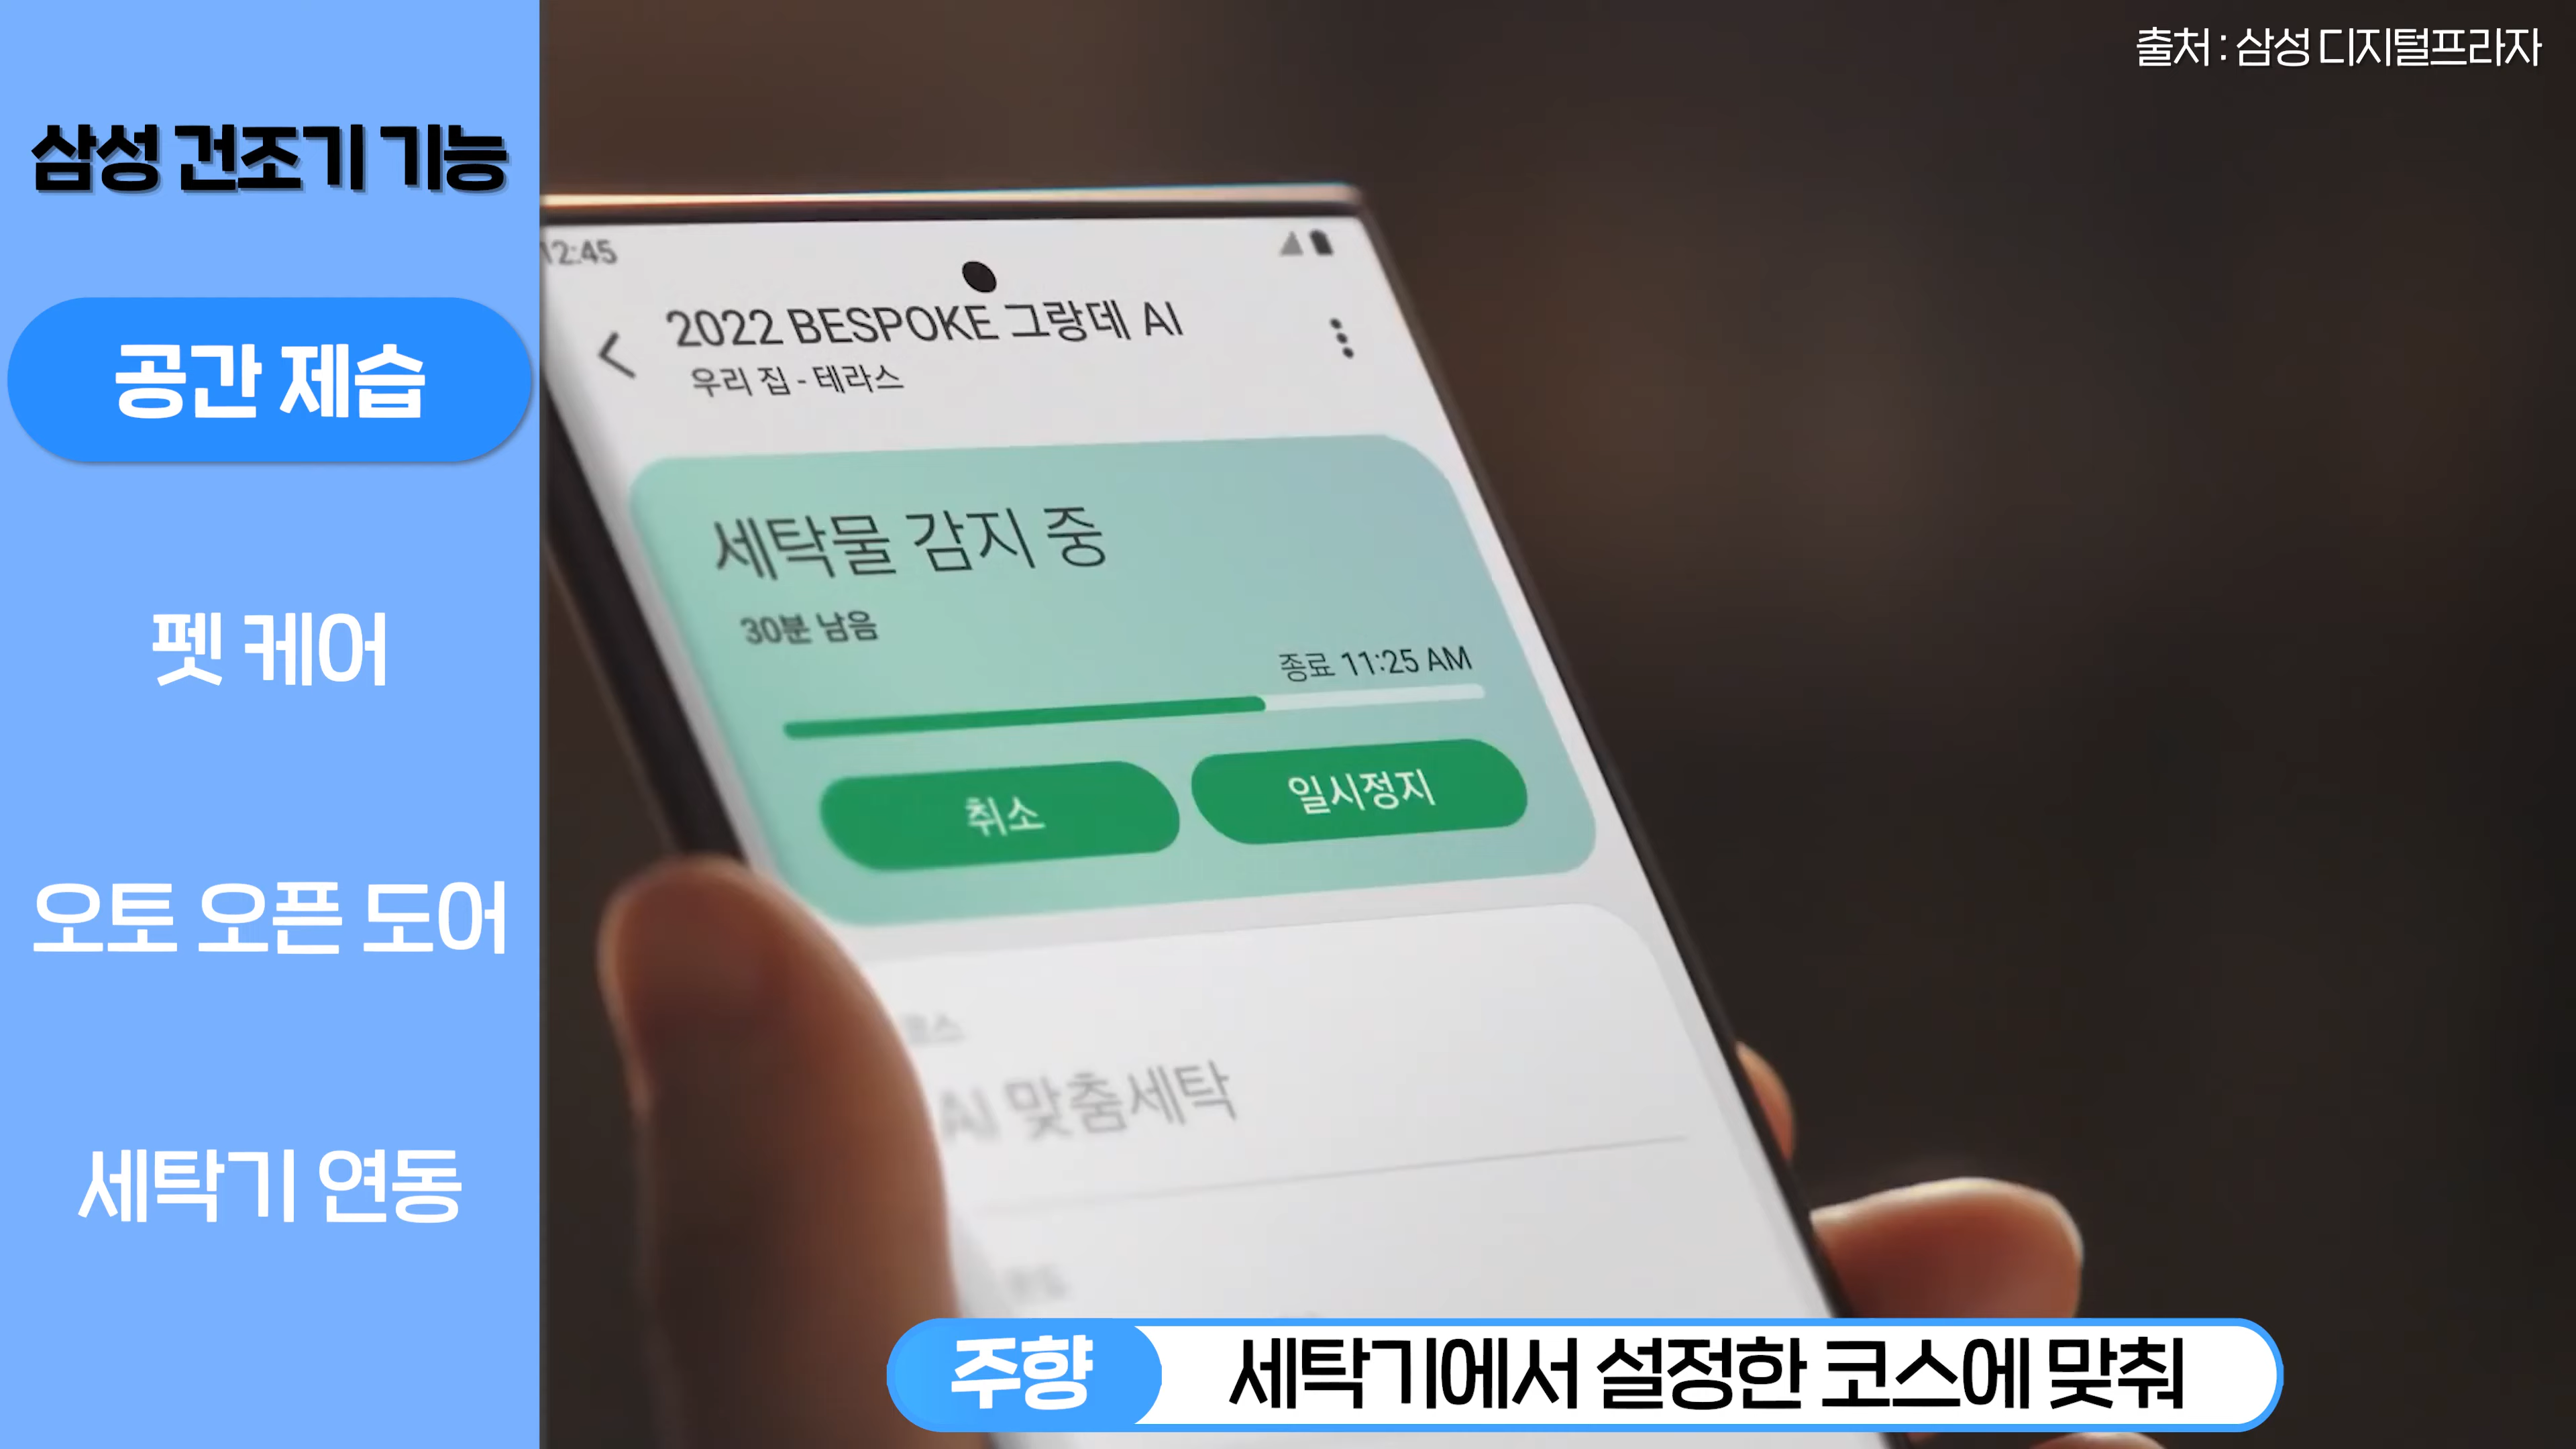 출처 : 삼성 디지털프라자
삼성 건조기 기능
공간 제습
펫 케어
오토 오픈 도어
세탁기 연동
12:45
2022 BESPOKE 그랑데 AI
우리 집 - 테라스
세탁물 감지 중
30분 남음
종료 11:25 AM
취소
일시정지
코스
AI 맞춤세탁
주향
세탁기에서 설정한 코스에 맞춰